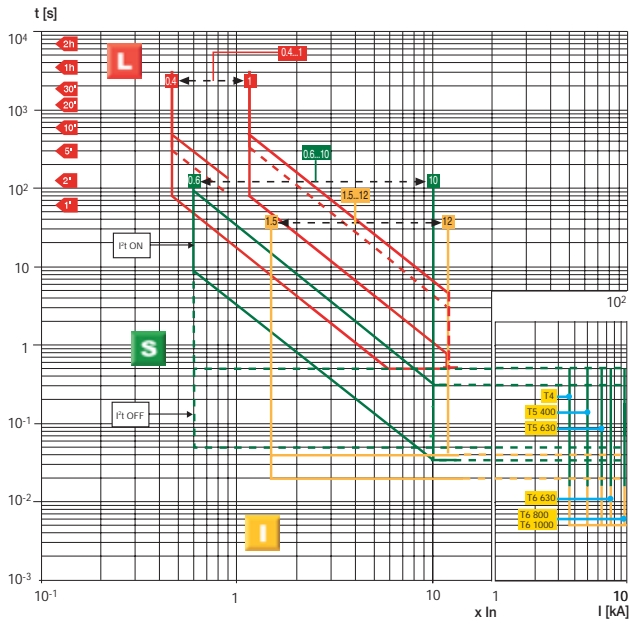 t [s]
10⁴
2h
L
0.4...1
1h
0.4
1
30'
20'
10³
10'
5'
0.6...10
2'
0.6
10
10²
1.5...12
1'
1.5
12
I²t ON
10
10²
1
S
T4
I²t OFF
T5 400
10⁻¹
T5 630
10⁻²
T6 630
I
T6 800
T6 1000
10⁻³
10⁻¹
1
10
1
10
x In
I [kA]